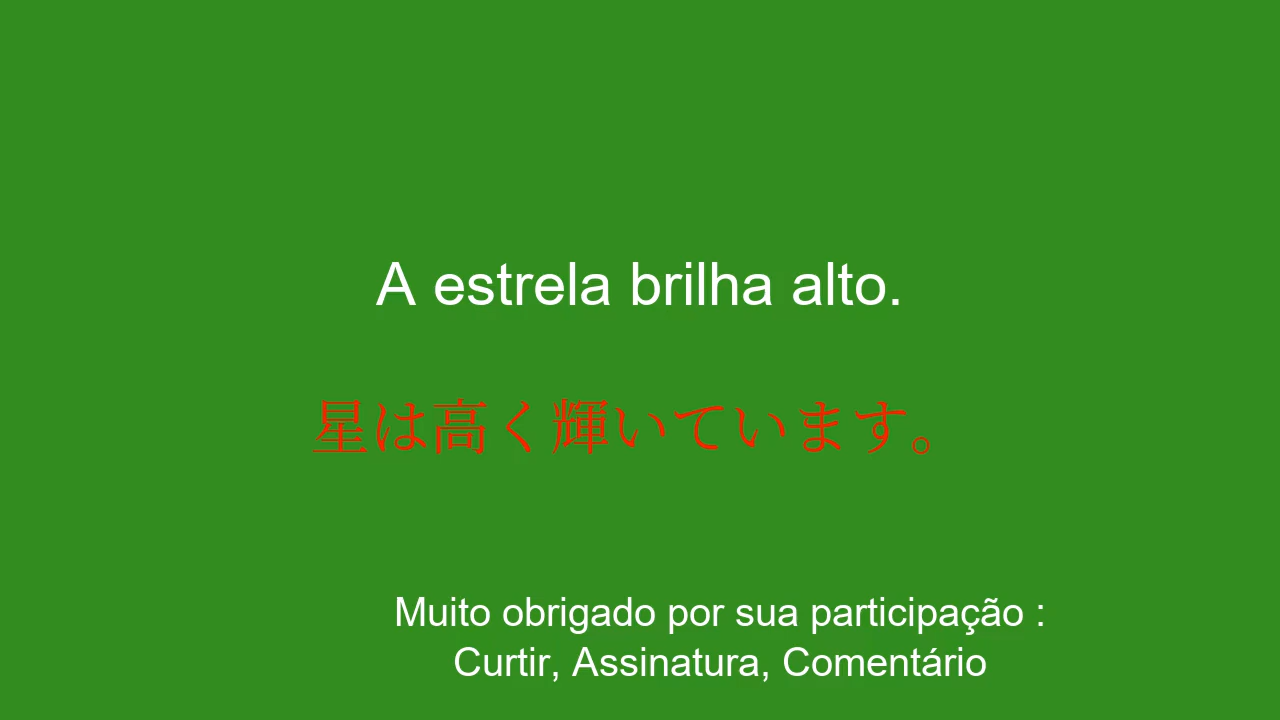 A estrela brilha alto.
星は高く輝いています。
Muito obrigado por sua participação :
Curtir, Assinatura, Comentário